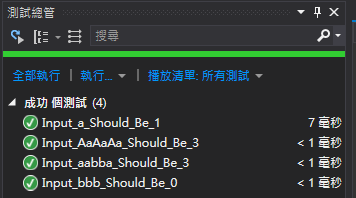 測試總管
搜尋
全部執行 | 執行... | 播放清單: 所有測試
成功 個測試 (4)
Input_a_Should_Be_1 7 毫秒
Input_AaAaAa_Should_Be_3 < 1 毫秒
Input_aabba_Should_Be_3 < 1 毫秒
Input_bbb_Should_Be_0 < 1 毫秒